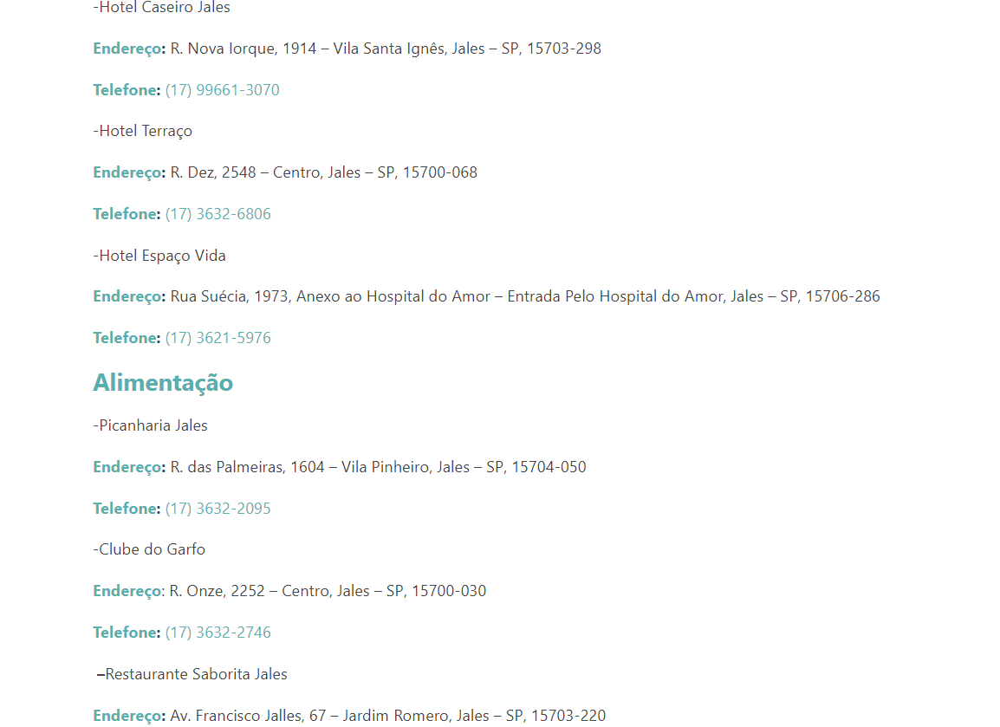 -Hotel Caseiro Jales
Endereço: R. Nova Iorque, 1914 – Vila Santa Ignês, Jales – SP, 15703-298
Telefone: (17) 99661-3070
-Hotel Terraço
Endereço: R. Dez, 2548 – Centro, Jales – SP, 15700-068
Telefone: (17) 3632-6806
-Hotel Espaço Vida
Endereço: Rua Suécia, 1973, Anexo ao Hospital do Amor – Entrada Pelo Hospital do Amor, Jales – SP, 15706-286
Telefone: (17) 3621-5976
Alimentação
-Picanharia Jales
Endereço: R. das Palmeiras, 1604 – Vila Pinheiro, Jales – SP, 15704-050
Telefone: (17) 3632-2095
-Clube do Garfo
Endereço: R. Onze, 2252 – Centro, Jales – SP, 15700-030
Telefone: (17) 3632-2746
–Restaurante Saborita Jales
Endereço: Av. Francisco Jalles, 67 – Jardim Romero, Jales – SP, 15703-220